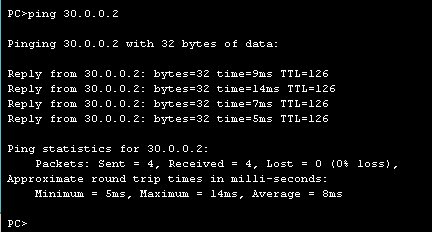 PC>ping 30.0.0.2
Pinging 30.0.0.2 with 32 bytes of data:
Reply from 30.0.0.2: bytes=32 time=9ms TTL=126
Reply from 30.0.0.2: bytes=32 time=14ms TTL=126
Reply from 30.0.0.2: bytes=32 time=7ms TTL=126
Reply from 30.0.0.2: bytes=32 time=5ms TTL=126
Ping statistics for 30.0.0.2:
    Packets: Sent = 4, Received = 4, Lost = 0 (0% loss),
Approximate round trip times in milli-seconds:
    Minimum = 5ms, Maximum = 14ms, Average = 8ms
PC>